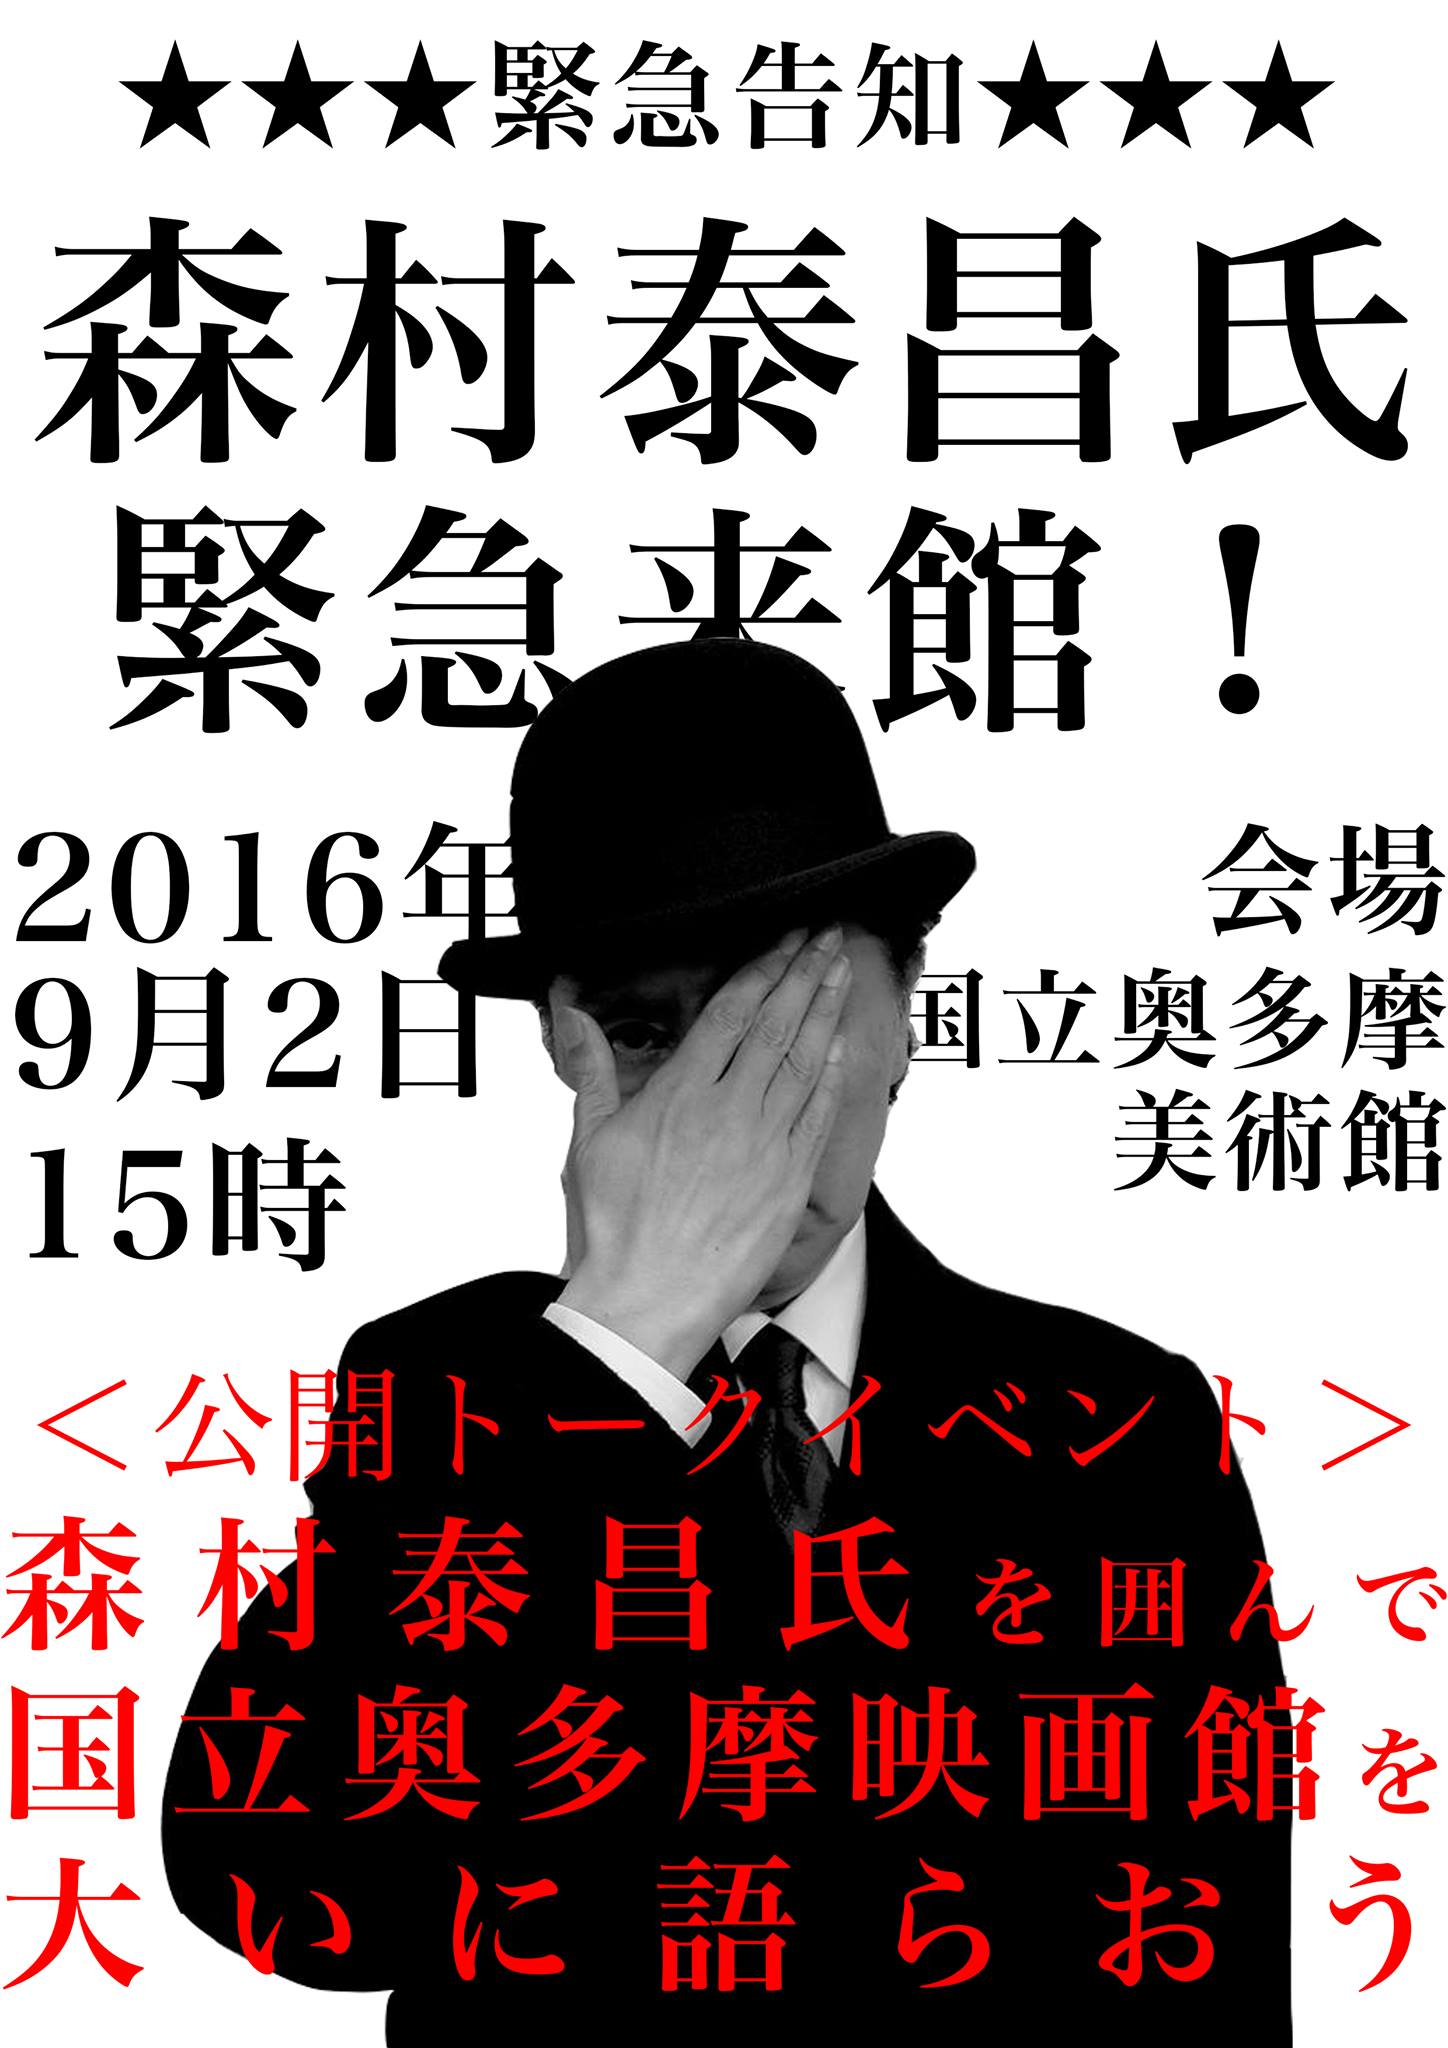 ★★★緊急告知★★★
森村泰昌氏
緊急来館！
2016年
9月2日
15時
会場
国立奥多摩
美術館
＜公開トークイベント＞
森村泰昌氏を囲んで
国立奥多摩映画館を
大いに語らおう